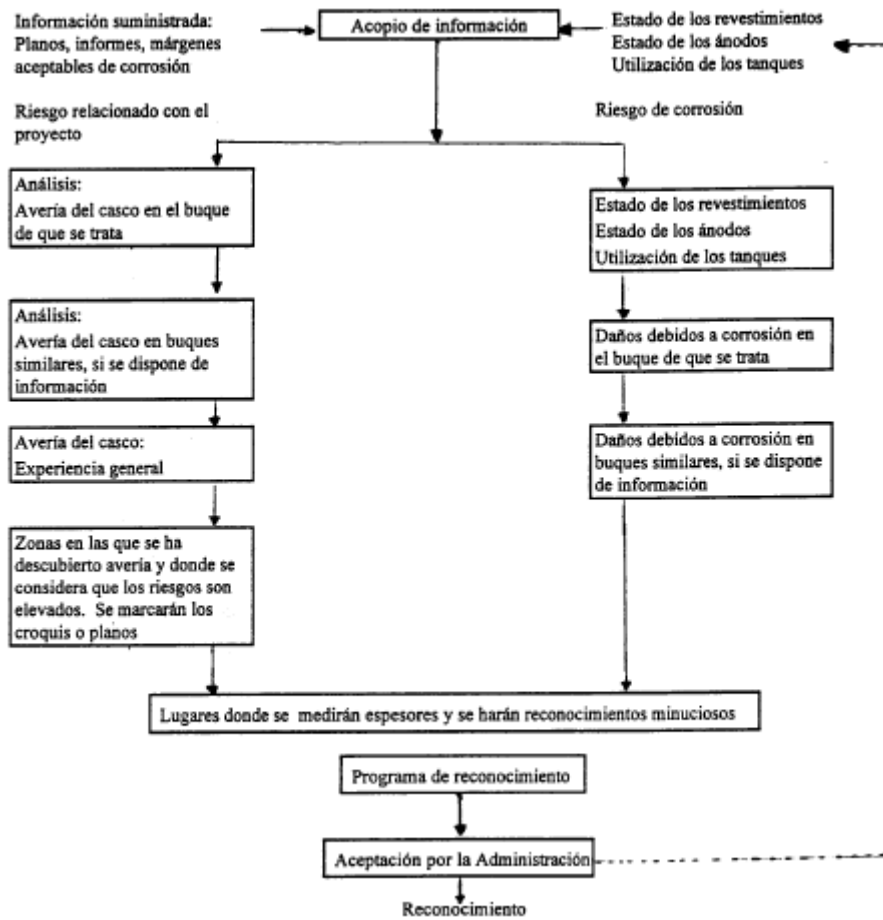 Información suministrada:
Planos, informes, márgenes
aceptables de corrosión
Acopio de información
Estado de los revestimientos
Estado de los ánodos
Utilización de los tanques
Riesgo relacionado con el
proyecto
Riesgo de corrosión
Análisis:
Avería del casco en el buque
de que se trata
Análisis:
Avería del casco en buques
similares, si se dispone de
información
Avería del casco:
Experiencia general
Zonas en las que se ha
descubierto avería y donde se
considera que los riesgos son
elevados. Se marcarán los
croquis o planos
Estado de los revestimientos
Estado de los ánodos
Utilización de los tanques
Daños debidos a corrosión en
el buque de que se trata
Daños debidos a corrosión en
buques similares, si se dispone
de información
Lugares donde se medirán espesores y se harán reconocimientos minuciosos
Programa de reconocimiento
Aceptación por la Administración
Reconocimiento